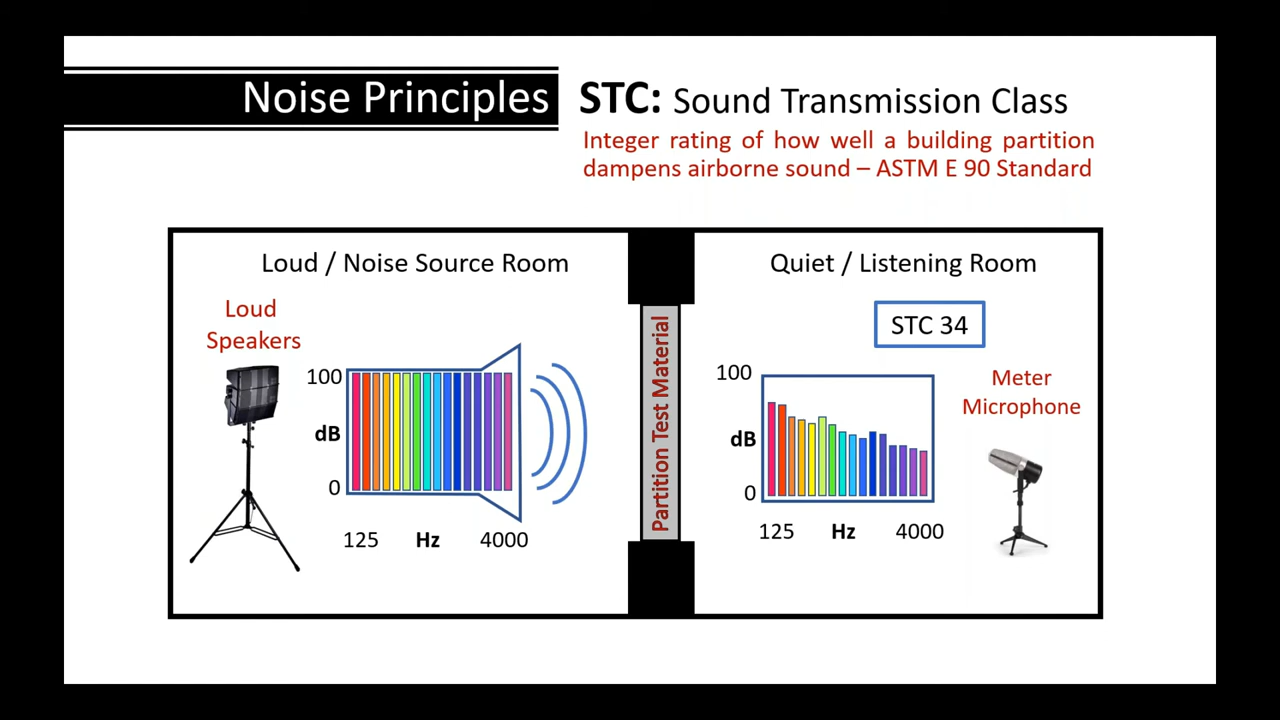 Noise Principles
STC: Sound Transmission Class
Integer rating of how well a building partition
dampens airborne sound – ASTM E 90 Standard
Loud / Noise Source Room
Loud
Speakers
100
dB
0
125 Hz 4000
Partition Test Material
Quiet / Listening Room
STC 34
100
dB
0
125 Hz 4000
Meter
Microphone